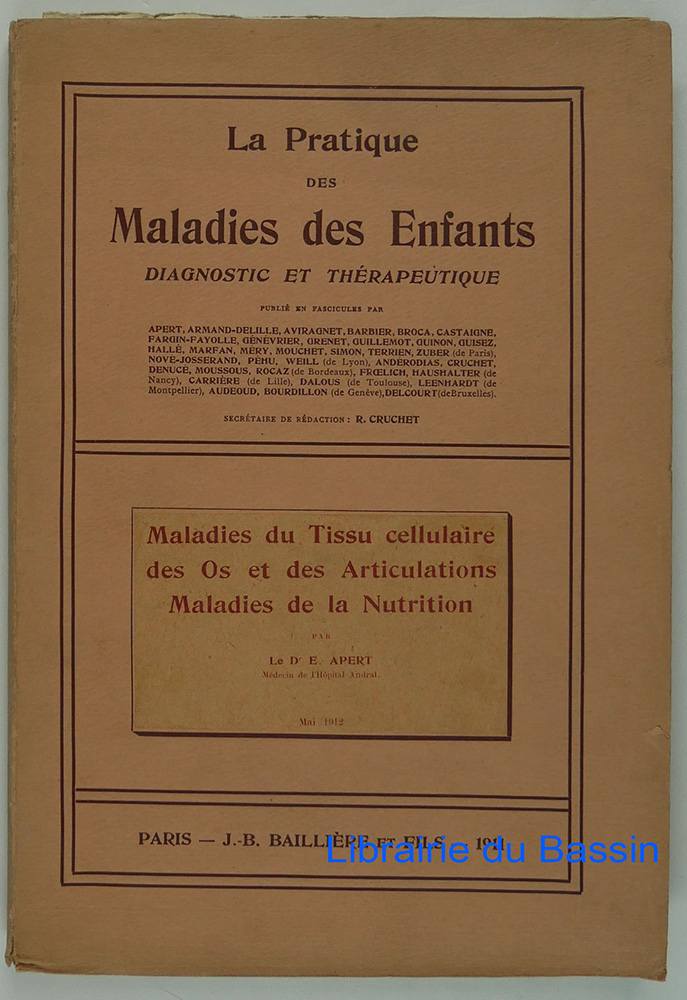 La Pratique
DES
Maladies des Enfants
DIAGNOSTIC ET THÉRAPEUTIQUE
PUBLIÉ EN FASCICULES PAR
APERT, ARMAND-DELILLE, AVIRAGNET, BARBIER, BROCA, CASTAIGNE,
FARGIN-FAYOLLE, GÉNÉVRIER, GRENET, GUILLEMOT, GUINON, GUISEZ,
HALLÉ, MARFAN, MÉRY, MOUCHET, SIMON, TERRIEN, ZUBER (de Paris),
NOVÉ-JOSSERAND, PÉHU, WEILL (de Lyon), ANDÉRODIAS, CRUCHET,
DENUCÉ, MOUSSOUS, ROCAZ (de Bordeaux), FRŒLICH, HAUSHALTER (de
Nancy), CARRIÈRE (de Lille), DALOUS (de Toulouse), LEENHARDT (de
Montpellier), AUDEOUD, BOURDILLON (de Genève), DELCOURT (de Bruxelles).
SECRÉTAIRE DE RÉDACTION : R. CRUCHET
Maladies du Tissu cellulaire
des Os et des Articulations
Maladies de la Nutrition
PAR
Le Dr E. APERT
Médecin de l'Hôpital Andral.
Mai 1912
PARIS — J.-B. BAILLIÈRE ET FILS — 1911
Librairie du Bassin